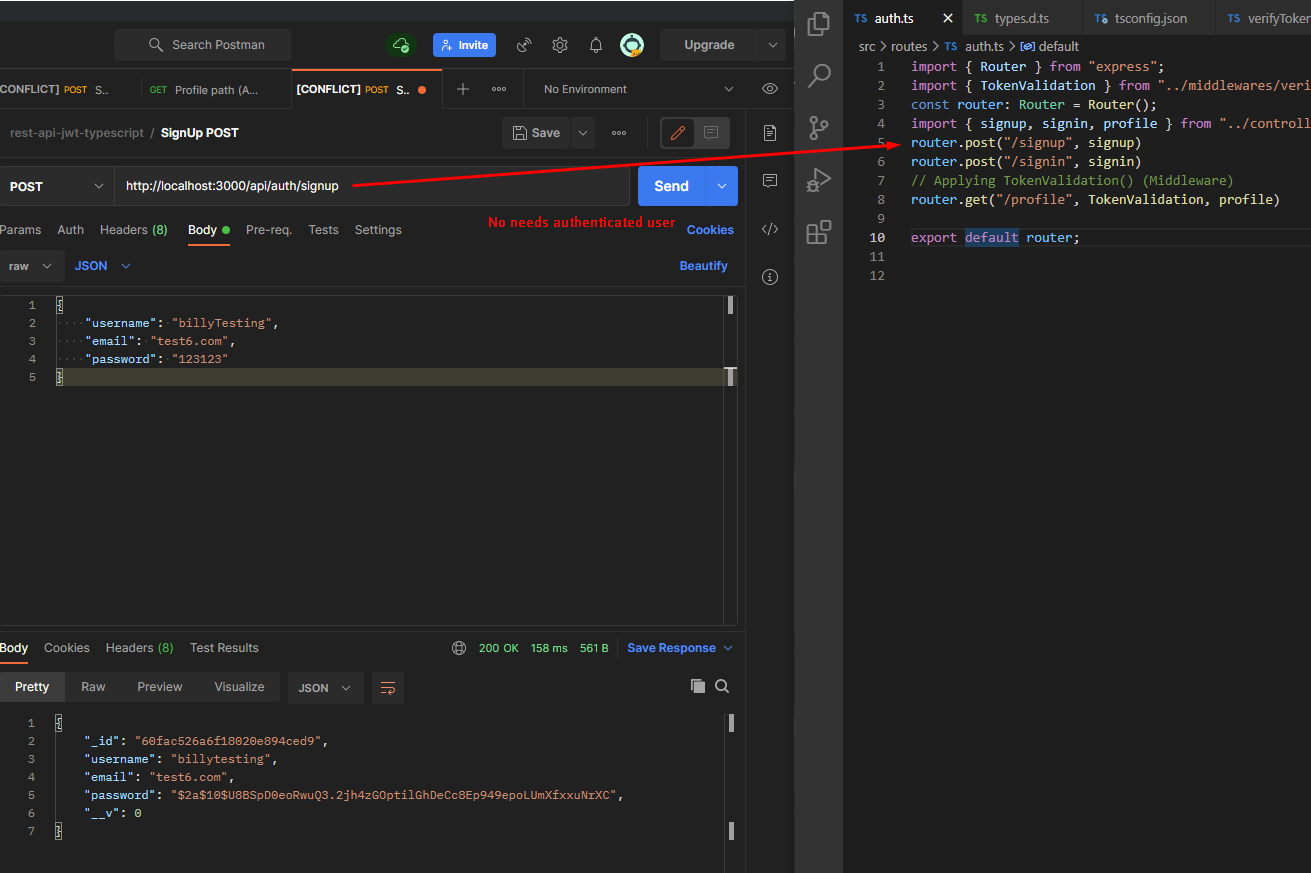 Search Postman
Invite
Upgrade
[CONFLICT] POST S...
GET Profile path (A...
[CONFLICT] POST S..
No Environment
rest-api-jwt-typescript / SignUp POST
Save
POST
http://localhost:3000/api/auth/signup
Send
No needs authenticated user
Params Auth Headers (8) Body Pre-req. Tests Settings
Cookies
raw JSON
Beautify
1 {
2 "username": "billyTesting",
3 "email": "test6.com",
4 "password": "123123"
5 }
Body Cookies Headers (8) Test Results
200 OK 158 ms 561 B Save Response
Pretty Raw Preview Visualize JSON
1 {
2 "_id": "60fac526a6f18020e894ced9",
3 "username": "billytesting",
4 "email": "test6.com",
5 "password": "$2a$10$U8BSpD0eoRwuQ3.2jh4zGOptilGhDeCc8Ep949epoLUmXfxxuNrXC",
6 "__v": 0
7 }
TS auth.ts TS types.d.ts TS tsconfig.json TS verifyToken
src > routes > TS auth.ts > default
1 import { Router } from "express";
2 import { TokenValidation } from "../middlewares/veri
3 const router: Router = Router();
4 import { signup, signin, profile } from "../controll
5 router.post("/signup", signup)
6 router.post("/signin", signin)
7 // Applying TokenValidation() (Middleware)
8 router.get("/profile", TokenValidation, profile)
9
10 export default router;
11
12